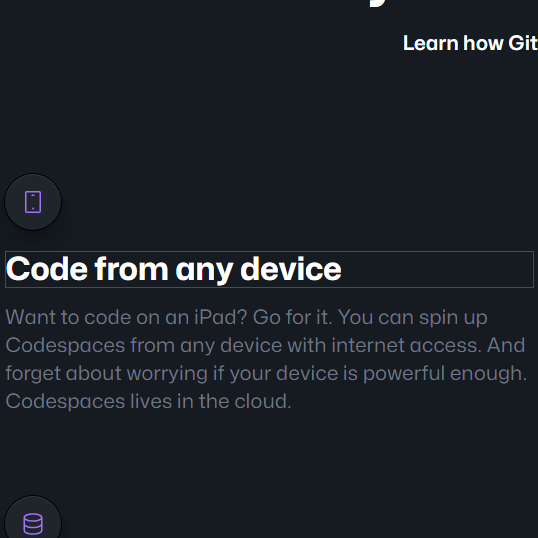 Learn how Git
Code from any device
Want to code on an iPad? Go for it. You can spin up
Codespaces from any device with internet access. And
forget about worrying if your device is powerful enough.
Codespaces lives in the cloud.